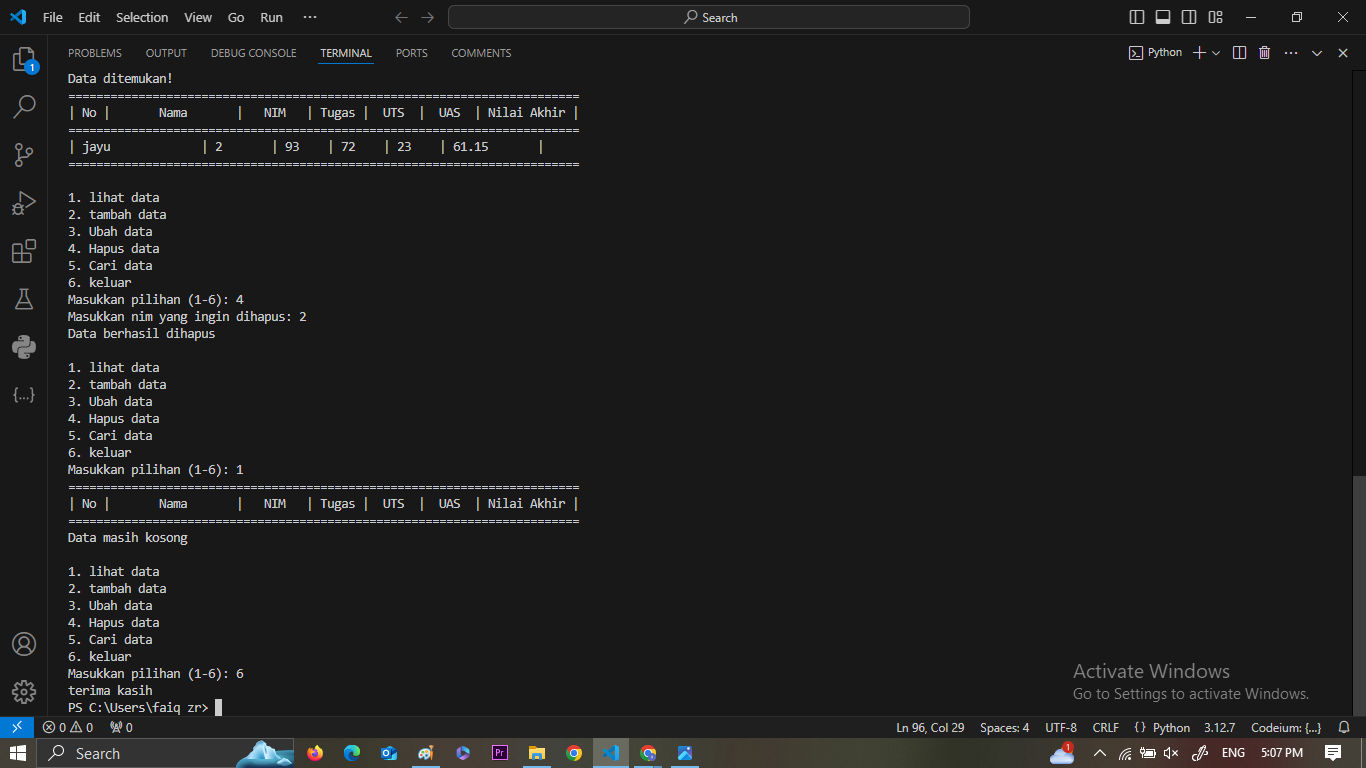 File Edit Selection View Go Run ··· Search
PROBLEMS OUTPUT DEBUG CONSOLE TERMINAL PORTS COMMENTS Python
1
Data ditemukan!
=========================================================================
| No |       Nama       |   NIM   | Tugas |  UTS  |  UAS  | Nilai Akhir |
=========================================================================
| jayu             | 2       | 93    | 72    | 23    | 61.15       |
=========================================================================
1. lihat data
2. tambah data
3. Ubah data
4. Hapus data
5. Cari data
6. keluar
Masukkan pilihan (1-6): 4
Masukkan nim yang ingin dihapus: 2
Data berhasil dihapus
1. lihat data
2. tambah data
3. Ubah data
4. Hapus data
5. Cari data
6. keluar
Masukkan pilihan (1-6): 1
=========================================================================
| No |       Nama       |   NIM   | Tugas |  UTS  |  UAS  | Nilai Akhir |
=========================================================================
Data masih kosong
1. lihat data
2. tambah data
3. Ubah data
4. Hapus data
5. Cari data
6. keluar
Masukkan pilihan (1-6): 6
terima kasih
PS C:\Users\faiq zr>
Activate Windows
Go to Settings to activate Windows.
0 0 0 Ln 96, Col 29 Spaces: 4 UTF-8 CRLF {} Python 3.12.7 Codeium: {...}
Search Pr 1 ENG 5:07 PM